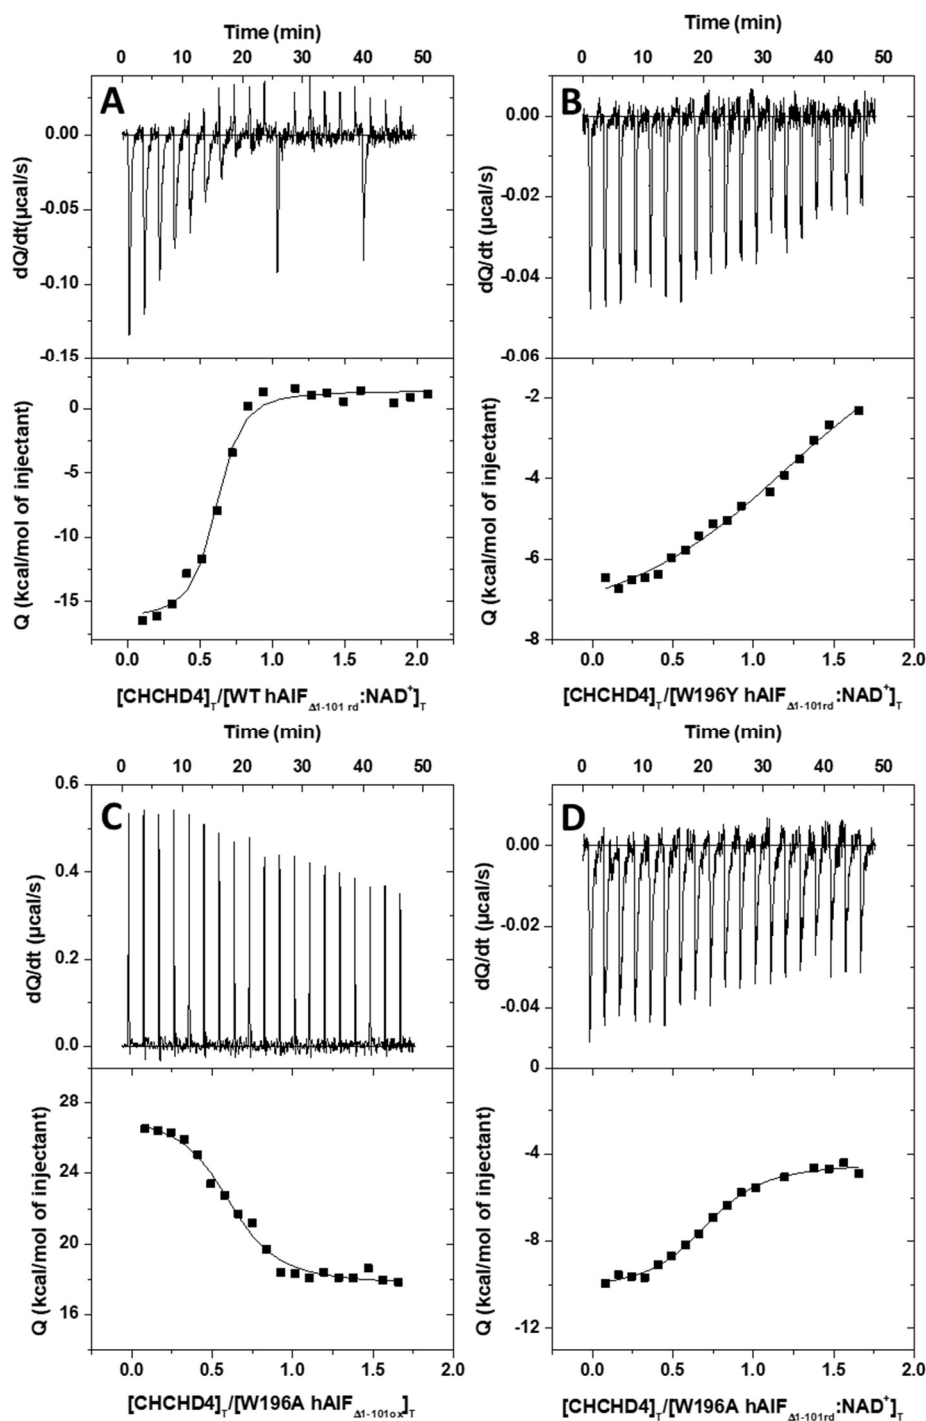 Time (min)
0 10 20 30 40 50
A
0.00
-0.05
-0.10
-0.15
dQ/dt(µcal/s)
0
-5
-10
-15
Q (kcal/mol of injectant)
0.0 0.5 1.0 1.5 2.0
[CHCHD4]T/[WT hAIFΔ1-101 rd:NAD+]T
Time (min)
0 10 20 30 40 50
B
0.00
-0.02
-0.04
-0.06
dQ/dt (µcal/s)
-2
-4
-6
-8
Q (kcal/mol of injectant)
0.0 0.5 1.0 1.5 2.0
[CHCHD4]T/[W196Y hAIFΔ1-101rd:NAD+]T
Time (min)
0 10 20 30 40 50
C
0.6
0.4
0.2
0.0
dQ/dt (µcal/s)
28
24
20
16
Q (kcal/mol of injectant)
0.0 0.5 1.0 1.5 2.0
[CHCHD4]T/[W196A hAIFΔ1-101ox]T
Time (min)
0 10 20 30 40 50
D
0.00
-0.02
-0.04
0
dQ/dt (µcal/s)
-4
-8
-12
Q (kcal/mol of injectant)
0.0 0.5 1.0 1.5 2.0
[CHCHD4]T/[W196A hAIFΔ1-101rd:NAD+]T